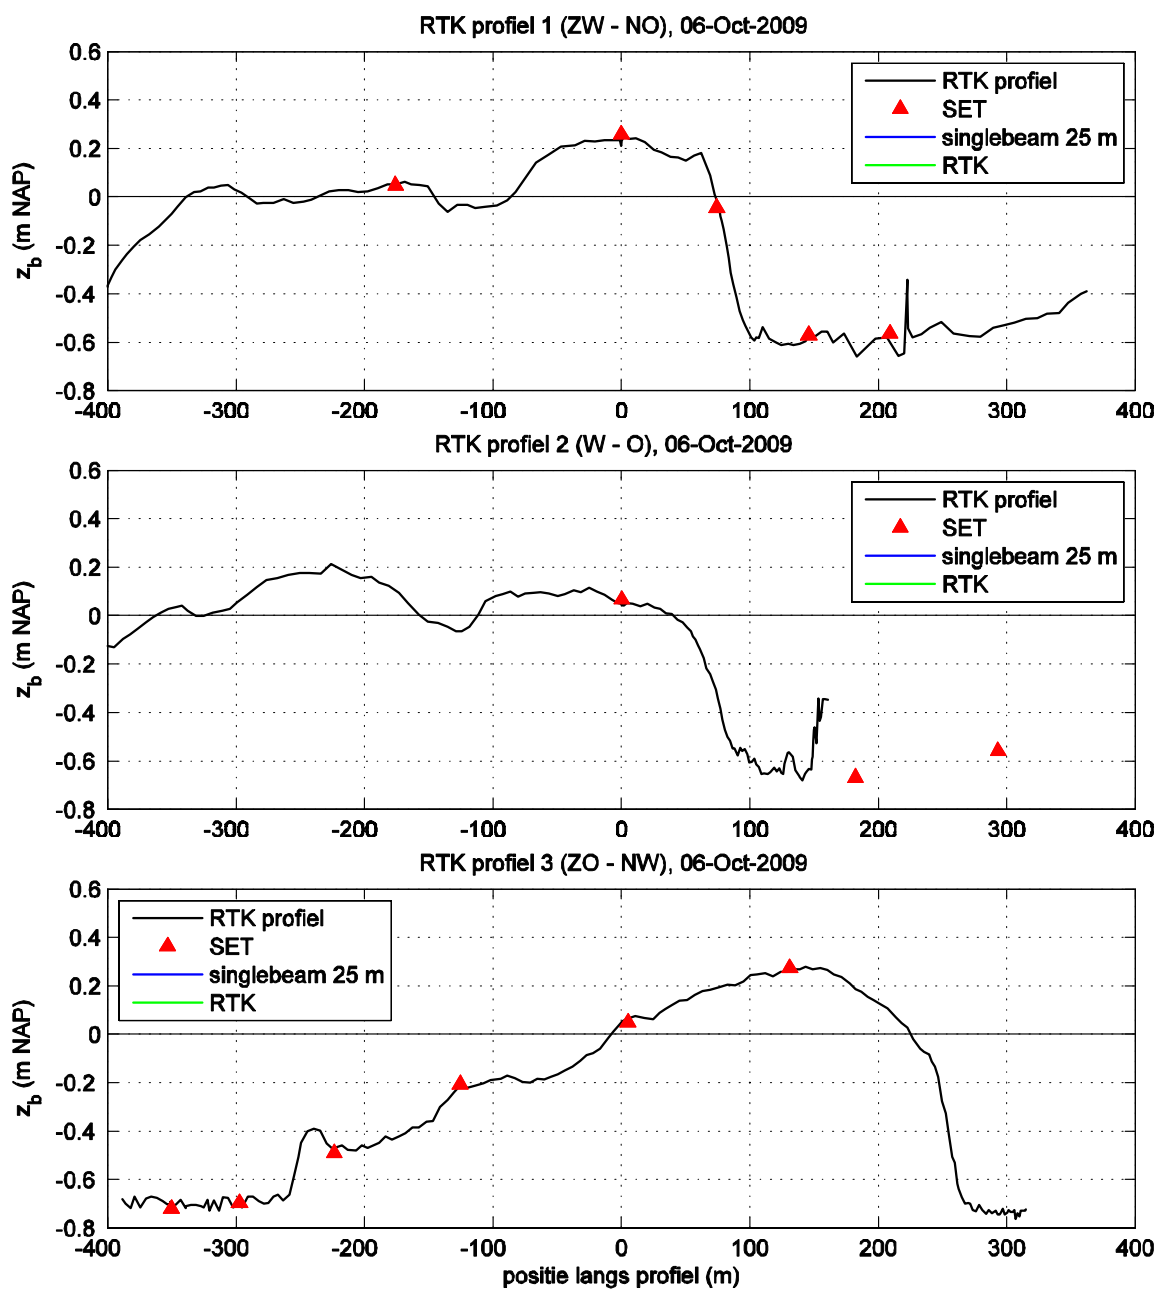 RTK profiel 1 (ZW - NO), 06-Oct-2009
0.6
0.4
0.2
0
-0.2
-0.4
-0.6
-0.8
z_b (m NAP)
RTK profiel
SET
singlebeam 25 m
RTK
-400 -300 -200 -100 0 100 200 300 400
RTK profiel 2 (W - O), 06-Oct-2009
0.6
0.4
0.2
0
-0.2
-0.4
-0.6
-0.8
z_b (m NAP)
RTK profiel
SET
singlebeam 25 m
RTK
-400 -300 -200 -100 0 100 200 300 400
RTK profiel 3 (ZO - NW), 06-Oct-2009
0.6
0.4
0.2
0
-0.2
-0.4
-0.6
-0.8
z_b (m NAP)
RTK profiel
SET
singlebeam 25 m
RTK
-400 -300 -200 -100 0 100 200 300 400
positie langs profiel (m)